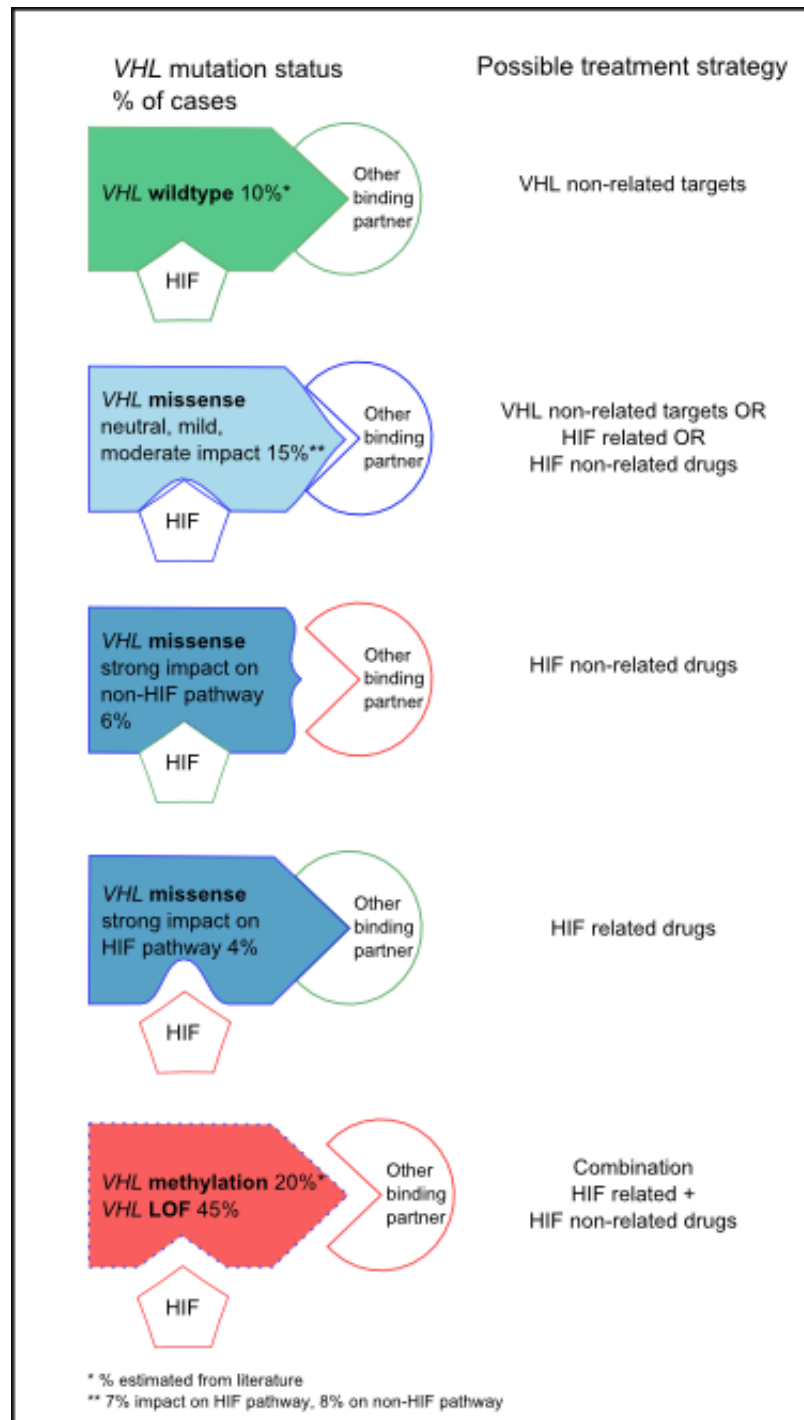 VHL mutation status
% of cases
Possible treatment strategy
VHL wildtype 10%*
Other
binding
partner
HIF
VHL non-related targets
VHL missense
neutral, mild,
moderate impact 15%**
Other
binding
partner
HIF
VHL non-related targets OR
HIF related OR
HIF non-related drugs
VHL missense
strong impact on
non-HIF pathway
6%
Other
binding
partner
HIF
HIF non-related drugs
VHL missense
strong impact on
HIF pathway 4%
Other
binding
partner
HIF
HIF related drugs
VHL methylation 20%*
VHL LOF 45%
Other
binding
partner
HIF
Combination
HIF related +
HIF non-related drugs
* % estimated from literature
** 7% impact on HIF pathway, 8% on non-HIF pathway